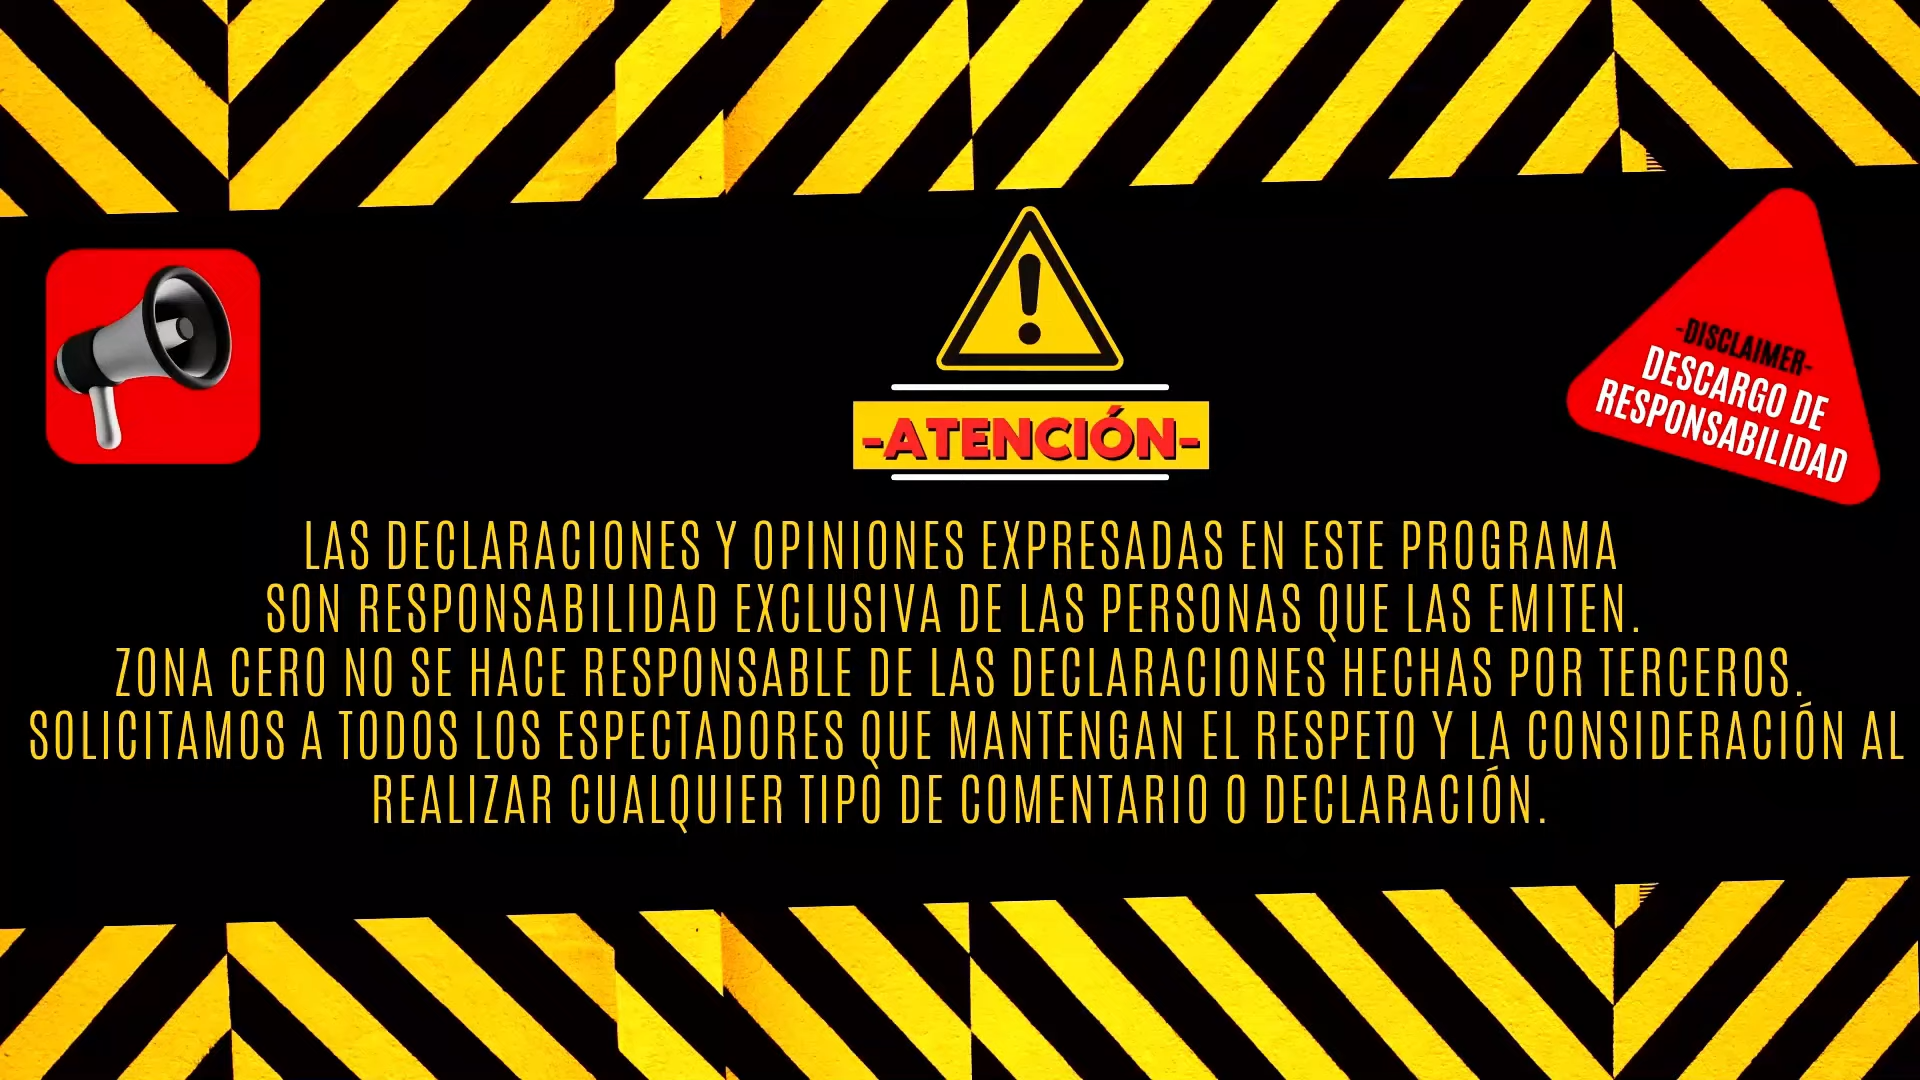 -DISCLAIMER-
DESCARGO DE
RESPONSABILIDAD
-ATENCIÓN-
LAS DECLARACIONES Y OPINIONES EXPRESADAS EN ESTE PROGRAMA
SON RESPONSABILIDAD EXCLUSIVA DE LAS PERSONAS QUE LAS EMITEN.
ZONA CERO NO SE HACE RESPONSABLE DE LAS DECLARACIONES HECHAS POR TERCEROS.
SOLICITAMOS A TODOS LOS ESPECTADORES QUE MANTENGAN EL RESPETO Y LA CONSIDERACIÓN AL
REALIZAR CUALQUIER TIPO DE COMENTARIO O DECLARACIÓN.